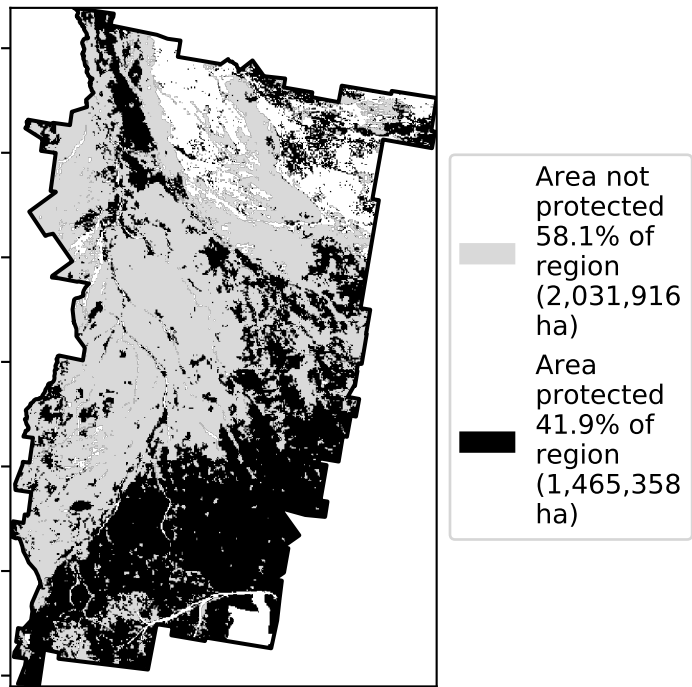 Area not
protected
58.1% of
region
(2,031,916
ha)
Area
protected
41.9% of
region
(1,465,358
ha)